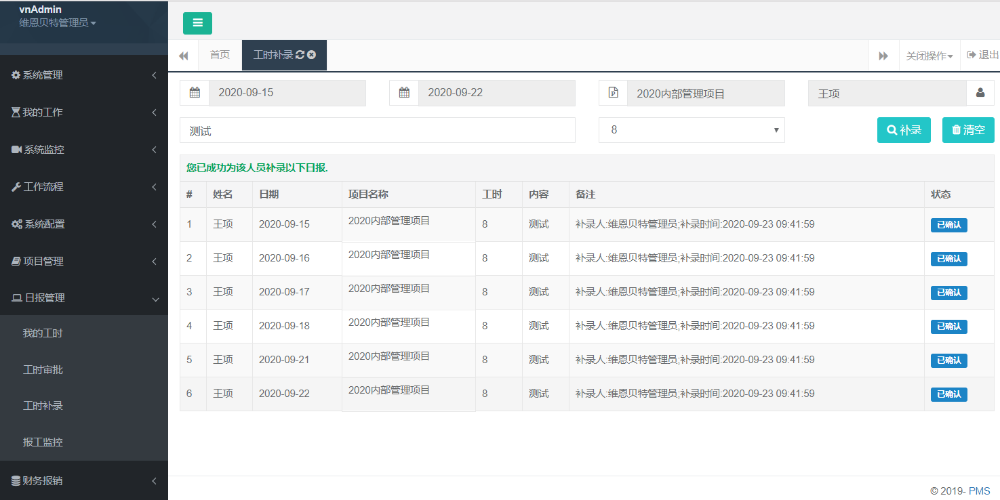 vnAdmin
维恩贝特管理员
系统管理
我的工作
系统监控
工作流程
系统配置
项目管理
日报管理
我的工时
工时审批
工时补录
报工监控
财务报销
首页 工时补录 关闭操作 退出
2020-09-15 2020-09-22 2020内部管理项目 王项
测试 8 补录 清空
您已成功为该人员补录以下日报.
# 姓名 日期 项目名称 工时 内容 备注 状态
1 王项 2020-09-15 2020内部管理项目 8 测试 补录人:维恩贝特管理员;补录时间:2020-09-23 09:41:59 已确认
2 王项 2020-09-16 2020内部管理项目 8 测试 补录人:维恩贝特管理员;补录时间:2020-09-23 09:41:59 已确认
3 王项 2020-09-17 2020内部管理项目 8 测试 补录人:维恩贝特管理员;补录时间:2020-09-23 09:41:59 已确认
4 王项 2020-09-18 2020内部管理项目 8 测试 补录人:维恩贝特管理员;补录时间:2020-09-23 09:41:59 已确认
5 王项 2020-09-21 2020内部管理项目 8 测试 补录人:维恩贝特管理员;补录时间:2020-09-23 09:41:59 已确认
6 王项 2020-09-22 2020内部管理项目 8 测试 补录人:维恩贝特管理员;补录时间:2020-09-23 09:41:59 已确认
© 2019- PMS